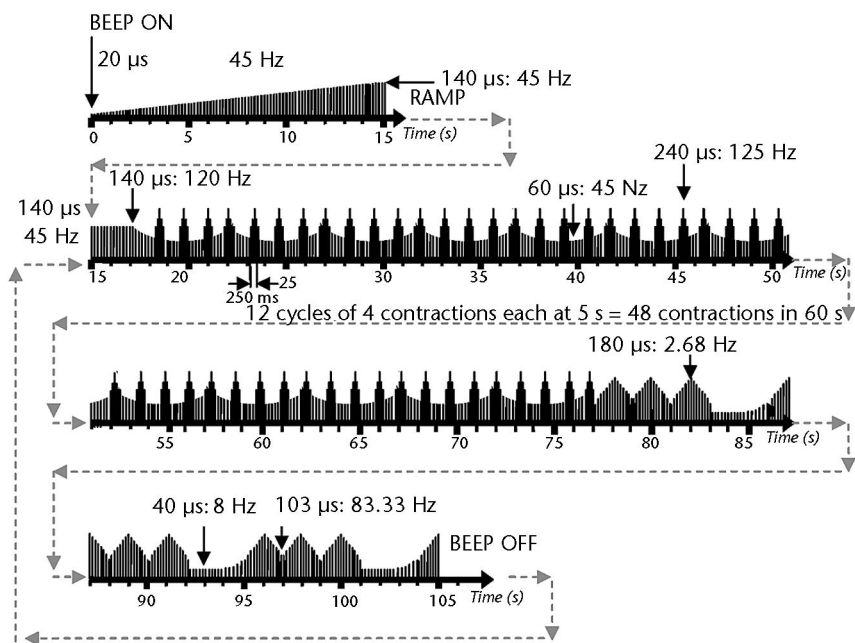 BEEP ON
20 µs 45 Hz
140 µs: 45 Hz
RAMP
0 5 10 15 Time (s)
140 µs: 120 Hz
60 µs: 45 Nz
240 µs: 125 Hz
140 µs
45 Hz
15 20 25 30 35 40 45 50 Time (s)
250 ms
12 cycles of 4 contractions each at 5 s = 48 contractions in 60 s
180 µs: 2.68 Hz
55 60 65 70 75 80 85 Time (s)
40 µs: 8 Hz 103 µs: 83.33 Hz
BEEP OFF
90 95 100 105 Time (s)